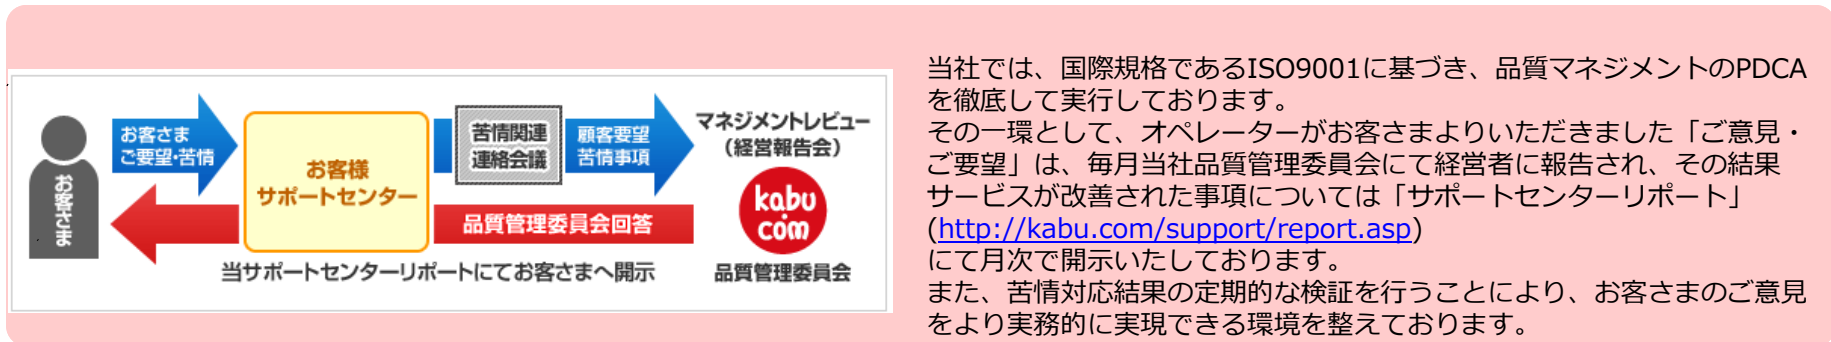 お客さま
お客さま
ご要望・苦情
お客様
サポートセンター
苦情関連
連絡会議
顧客要望
苦情事項
マネジメントレビュー
（経営報告会）
kabu
.com
品質管理委員会
品質管理委員会回答
当サポートセンターリポートにてお客さまへ開示
当社では、国際規格であるISO9001に基づき、品質マネジメントのPDCA
を徹底して実行しております。
その一環として、オペレーターがお客さまよりいただきました「ご意見・
ご要望」は、毎月当社品質管理委員会にて経営者に報告され、その結果
サービスが改善された事項については「サポートセンターリポート」
(http://kabu.com/support/report.asp)
にて月次で開示いたしております。
また、苦情対応結果の定期的な検証を行うことにより、お客さまのご意見
をより実務的に実現できる環境を整えております。